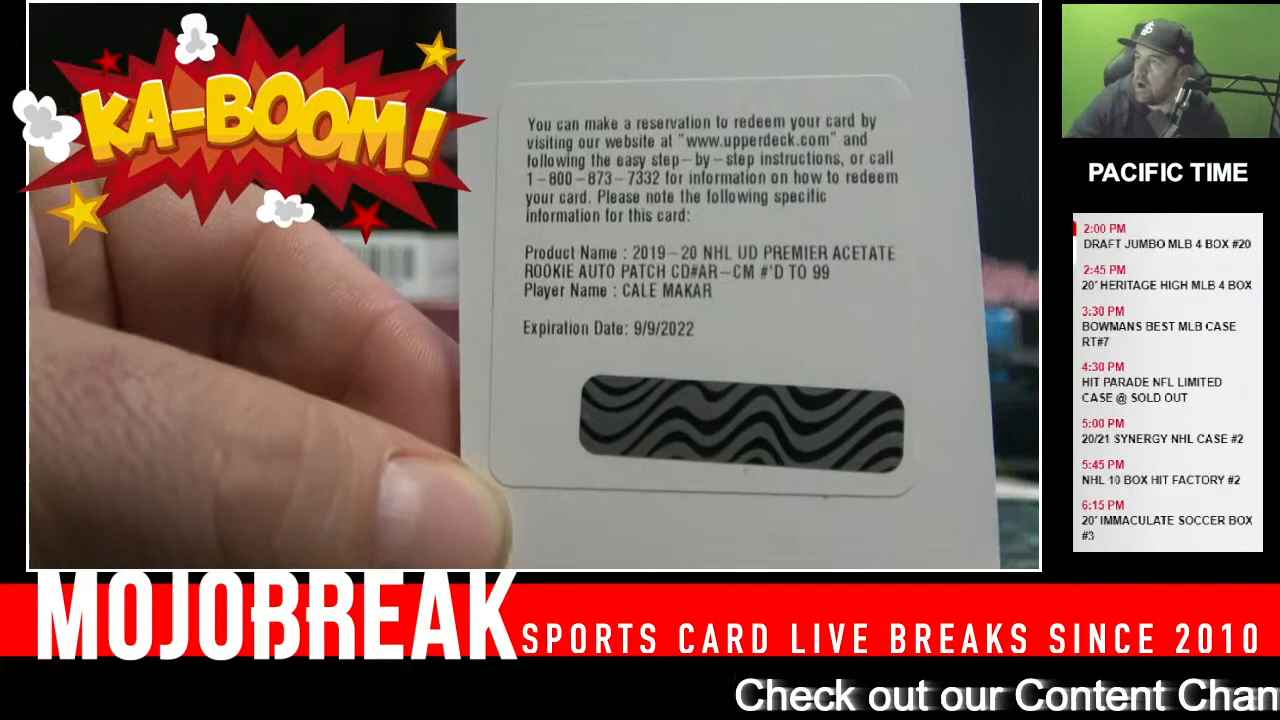 KA-BOOM!
You can make a reservation to redeem your card by
visiting our website at "www.upperdeck.com" and
following the easy step-by-step instructions, or call
1-800-873-7332 for information on how to redeem
your card. Please note the following specific
information for this card:
Product Name : 2019-20 NHL UD PREMIER ACETATE
ROOKIE AUTO PATCH CD#AR-CM #'D TO 99
Player Name : CALE MAKAR
Expiration Date: 9/9/2022
PACIFIC TIME
2:00 PM
DRAFT JUMBO MLB 4 BOX #20
2:45 PM
20' HERITAGE HIGH MLB 4 BOX
3:30 PM
BOWMANS BEST MLB CASE
RT#7
4:30 PM
HIT PARADE NFL LIMITED
CASE @ SOLD OUT
5:00 PM
20/21 SYNERGY NHL CASE #2
5:45 PM
NHL 10 BOX HIT FACTORY #2
6:15 PM
20' IMMACULATE SOCCER BOX
#3
MOJOBREAK
SPORTS CARD LIVE BREAKS SINCE 2010
Check out our Content Chan